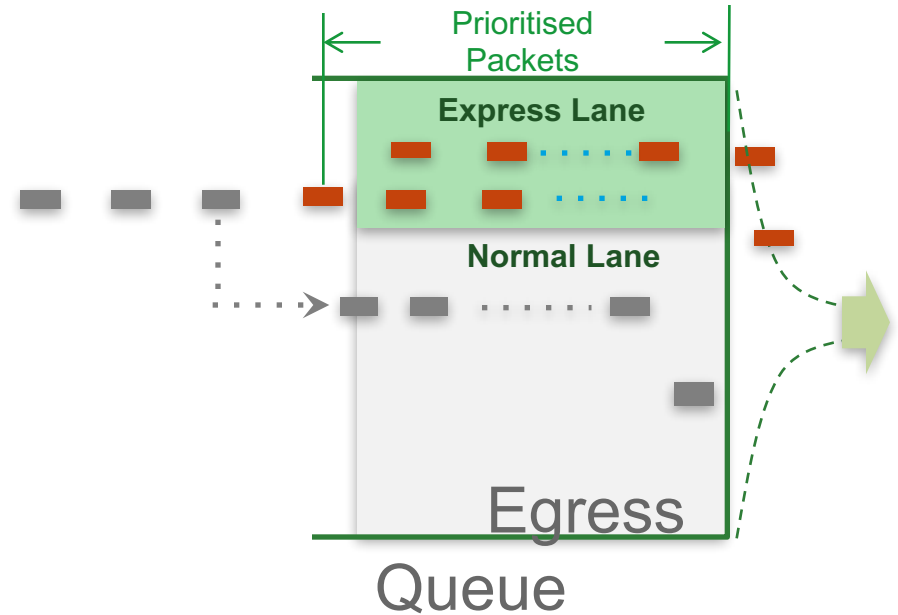 Prioritised
Packets
Express Lane
Normal Lane
Egress
Queue